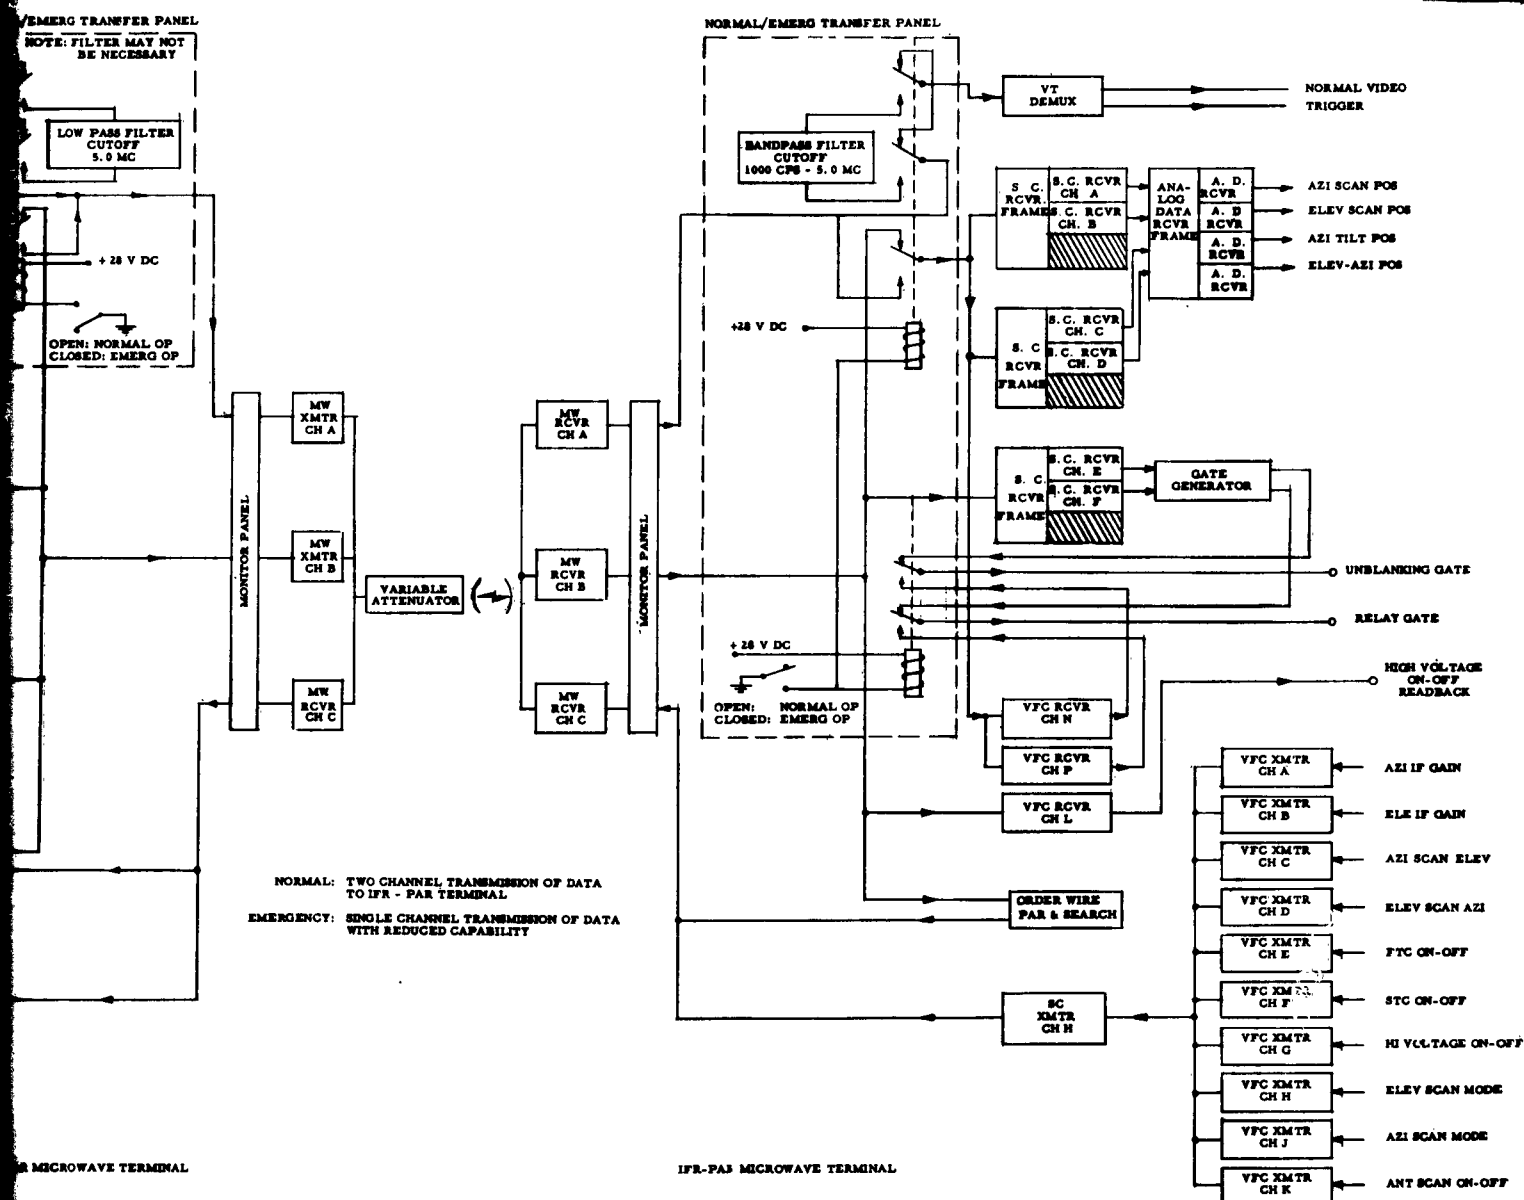 /EMERG TRANSFER PANEL
NOTE: FILTER MAY NOT
BE NECESSARY
LOW PASS FILTER
CUTOFF
5.0 MC
+ 28 V DC
OPEN: NORMAL OP
CLOSED: EMERG OP
MONITOR PANEL
MW
XMTR
CH A
MW
XMTR
CH B
MW
RCVR
CH C
VARIABLE
ATTENUATOR
MW
RCVR
CH A
MW
RCVR
CH B
MW
RCVR
CH C
MONITOR PANEL
NORMAL/EMERG TRANSFER PANEL
BANDPASS FILTER
CUTOFF
1000 CPS - 5.0 MC
+28 V DC
+ 28 V DC
OPEN: NORMAL OP
CLOSED: EMERG OP
VT
DEMUX
NORMAL VIDEO
TRIGGER
S C.
RCVR.
FRAME
S.C. RCVR
CH A
S.C. RCVR
CH. B
ANA-
LOG
DATA
RCVR
FRAME
A. D.
RCVR
A. D
RCVR
A. D.
RCVR
A. D.
RCVR
AZI SCAN POS
ELEV SCAN POS
AZI TILT POS
ELEV-AZI POS
S. C
RCVR
FRAME
S.C. RCVR
CH. C
S.C. RCVR
CH. D
S. C.
RCVR
FRAME
S.C. RCVR
CH. E
S.C. RCVR
CH. F
GATE
GENERATOR
UNBLANKING GATE
RELAY GATE
HIGH VOLTAGE
ON-OFF
READBACK
VFC RCVR
CH N
VFC RCVR
CH P
VFC RCVR
CH L
ORDER WIRE
PAR & SEARCH
SC
XMTR
CH H
VFC XMTR
CH A
AZI IF GAIN
VFC XMTR
CH B
ELE IF GAIN
VFC XMTR
CH C
AZI SCAN ELEV
VFC XMTR
CH D
ELEV SCAN AZI
VFC XMTR
CH E
FTC ON-OFF
VFC XMTR
CH F
STC ON-OFF
VFC XMTR
CH G
HI VOLTAGE ON-OFF
VFC XMTR
CH H
ELEV SCAN MODE
VFC XMTR
CH J
AZI SCAN MODE
VFC XMTR
CH K
ANT SCAN ON-OFF
NORMAL: TWO CHANNEL TRANSMISSION OF DATA
TO IFR - PAR TERMINAL
EMERGENCY: SINGLE CHANNEL TRANSMISSION OF DATA
WITH REDUCED CAPABILITY
R MICROWAVE TERMINAL
IFR-PAR MICROWAVE TERMINAL